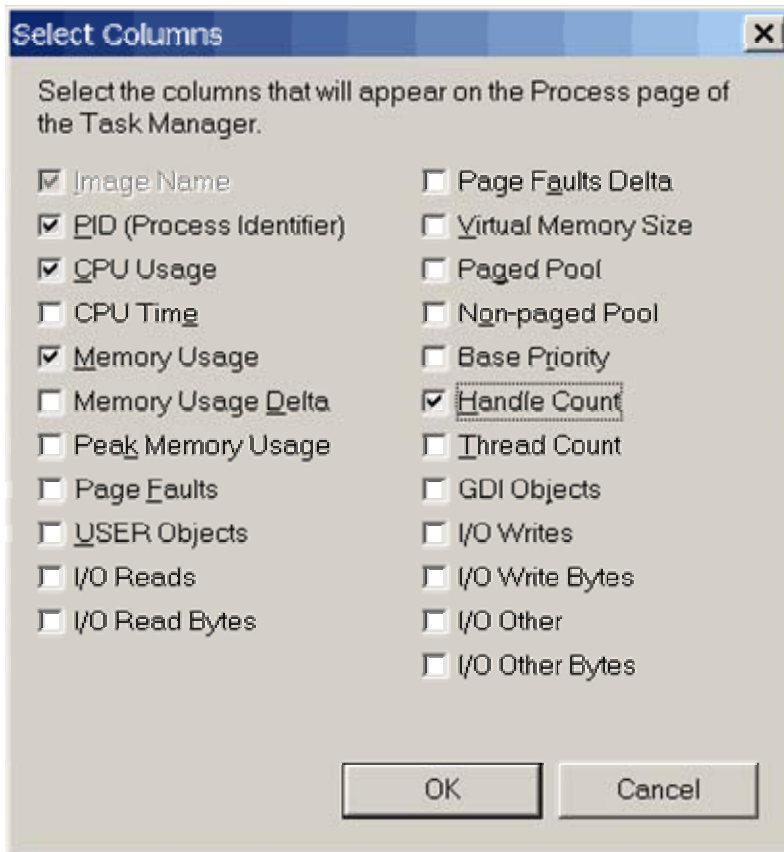 Select Columns
Select the columns that will appear on the Process page of
the Task Manager.
Image Name
PID (Process Identifier)
CPU Usage
CPU Time
Memory Usage
Memory Usage Delta
Peak Memory Usage
Page Faults
USER Objects
I/O Reads
I/O Read Bytes
Page Faults Delta
Virtual Memory Size
Paged Pool
Non-paged Pool
Base Priority
Handle Count
Thread Count
GDI Objects
I/O Writes
I/O Write Bytes
I/O Other
I/O Other Bytes
OK
Cancel